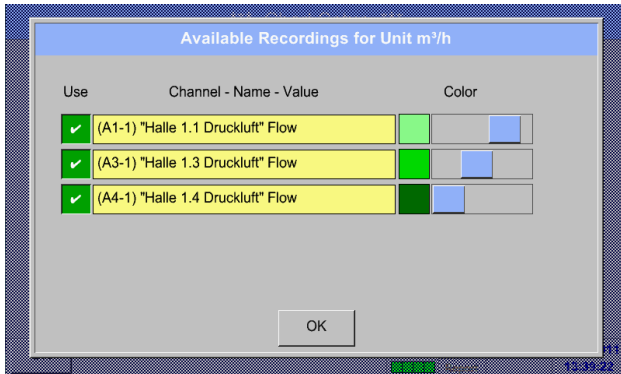 Available Recordings for Unit m³/h
Use Channel - Name - Value Color
✔ (A1-1) "Halle 1.1 Druckluft" Flow
✔ (A3-1) "Halle 1.3 Druckluft" Flow
✔ (A4-1) "Halle 1.4 Druckluft" Flow
OK
13:39:22